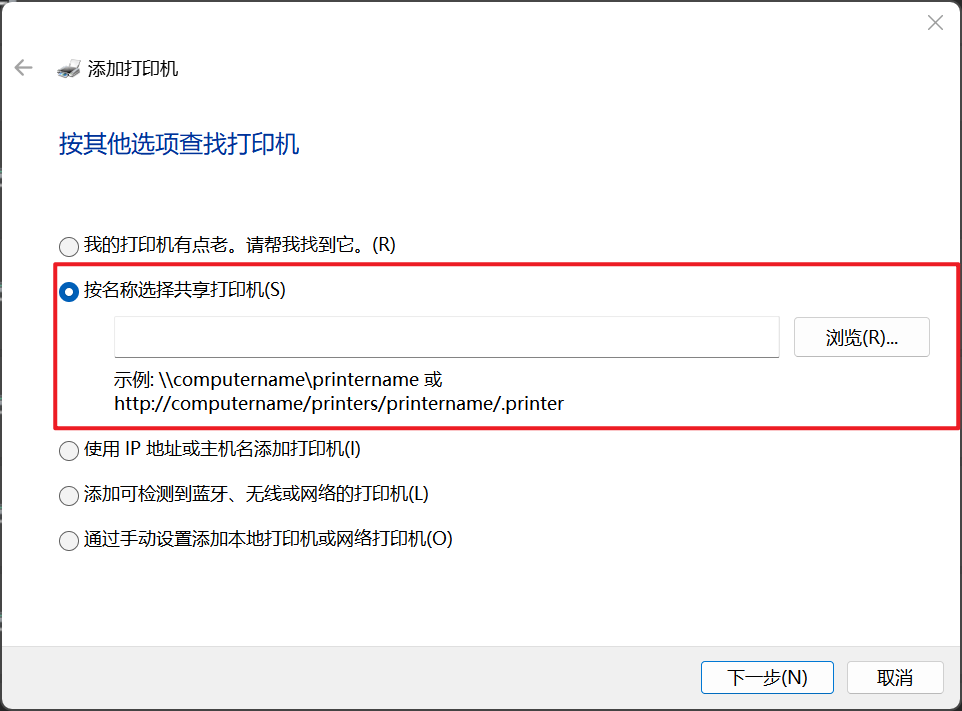 添加打印机
按其他选项查找打印机
我的打印机有点老。请帮我找到它。(R)
按名称选择共享打印机(S)
浏览(R)...
示例: \\computername\printername 或
http://computername/printers/printername/.printer
使用 IP 地址或主机名添加打印机(I)
添加可检测到蓝牙、无线或网络的打印机(L)
通过手动设置添加本地打印机或网络打印机(O)
下一步(N)
取消